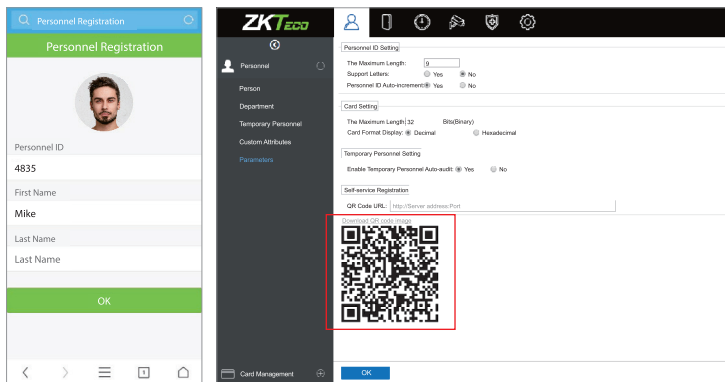 Personnel Registration
Personnel Registration
Personnel ID
4835
First Name
Mike
Last Name
Last Name
OK
1
ZKTECO
Personnel
Person
Department
Temporary Personnel
Custom Attributes
Parameters
Card Management
Personnel ID Setting
The Maximum Length: 9
Support Letters: Yes No
Personnel ID Auto-increment: Yes No
Card Setting
The Maximum Length: 32 Bits(Binary)
Card Format Display: Decimal Hexadecimal
Temporary Personnel Setting
Enable Temporary Personnel Auto-audit: Yes No
Self-service Registration
QR Code URL: http://Server address:Port
Download QR code image
OK